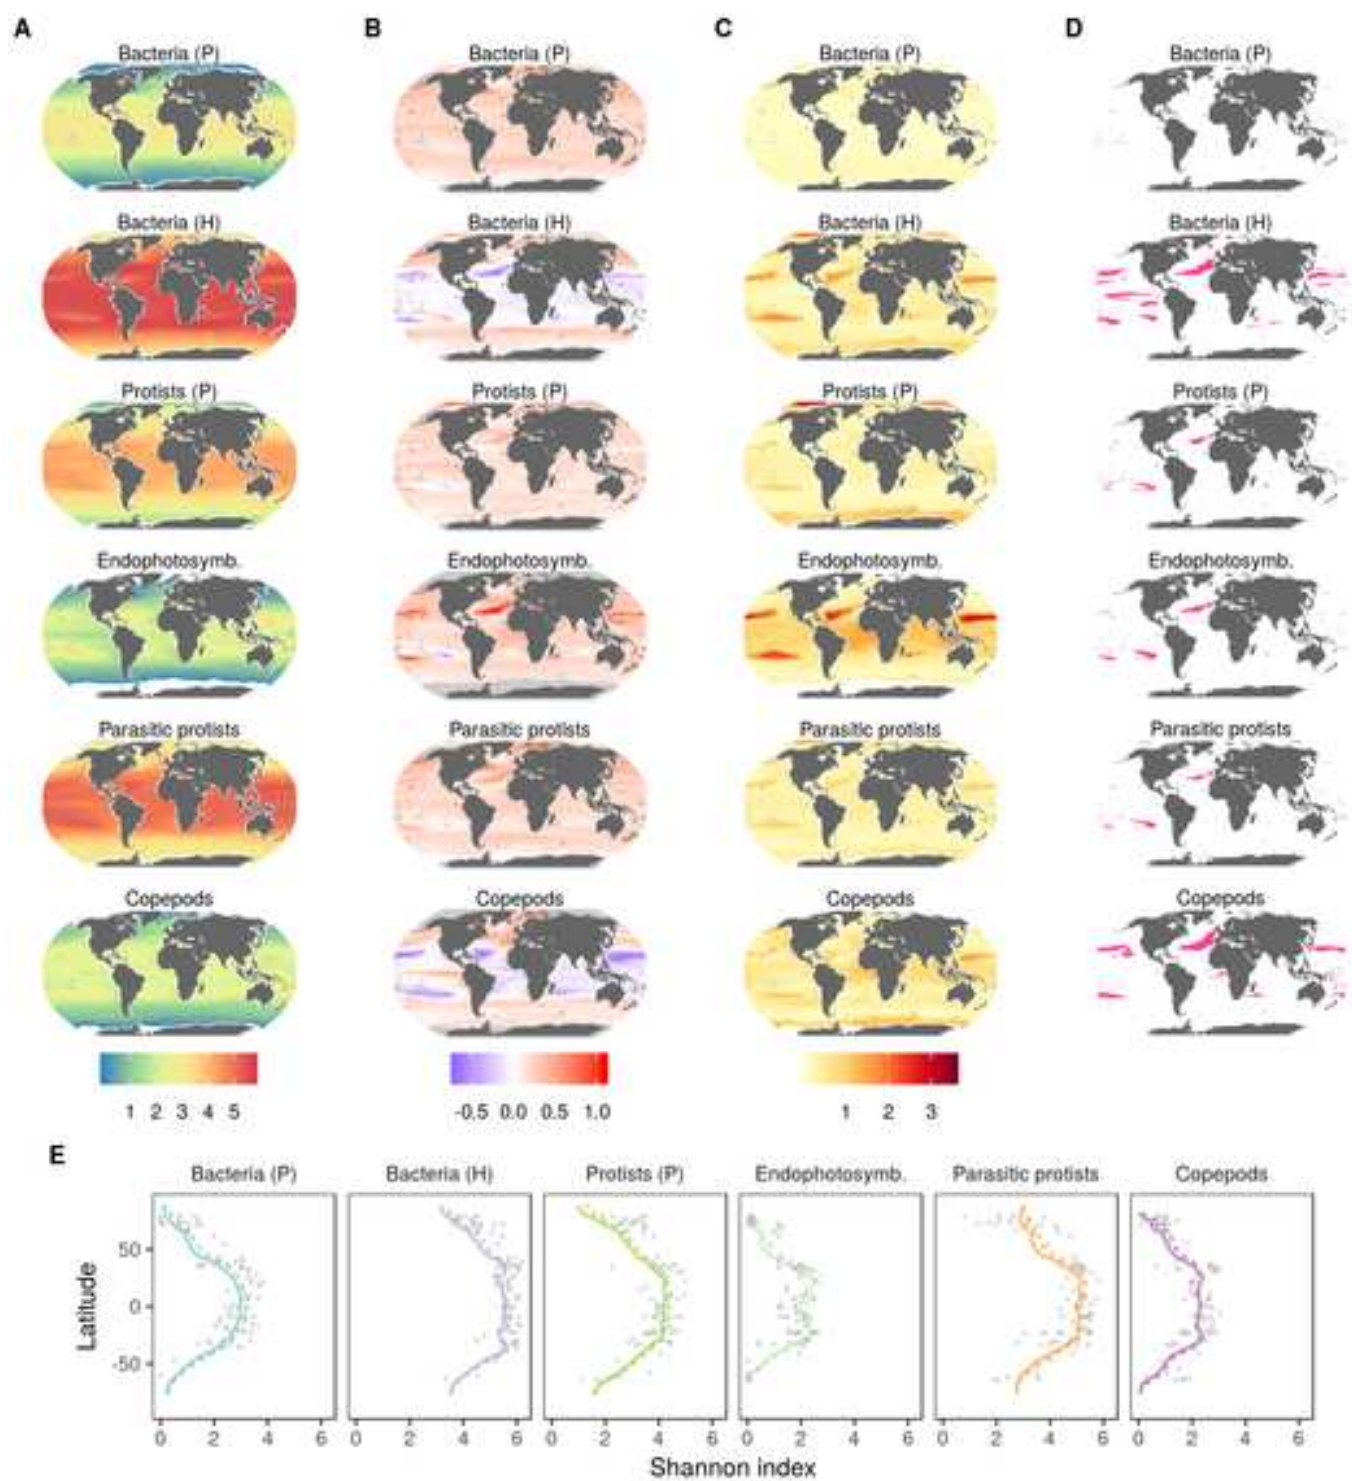 A B C D
Bacteria (P) Bacteria (P) Bacteria (P) Bacteria (P)
Bacteria (H) Bacteria (H) Bacteria (H) Bacteria (H)
Protists (P) Protists (P) Protists (P) Protists (P)
Endophotosymb. Endophotosymb. Endophotosymb. Endophotosymb.
Parasitic protists Parasitic protists Parasitic protists Parasitic protists
Copepods Copepods Copepods Copepods
1 2 3 4 5 -0.5 0.0 0.5 1.0 1 2 3
E
Bacteria (P) Bacteria (H) Protists (P) Endophotosymb. Parasitic protists Copepods
50
0
-50
Latitude
0 2 4 6 0 2 4 6 0 2 4 6 0 2 4 6 0 2 4 6 0 2 4 6
Shannon index